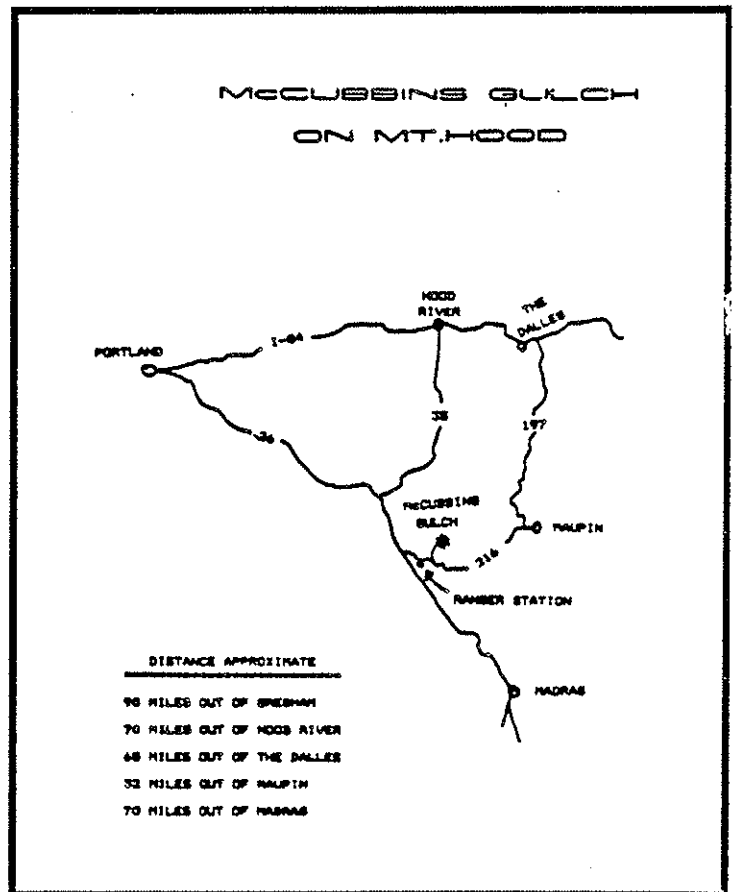 McCUBBINS GULCH
ON MT.HOOD
HOOD
RIVER
THE
DALLES
I-84
PORTLAND
35
197
26
McCUBBINS
GULCH
MAUPIN
216
RANGER STATION
MADRAS
DISTANCE APPROXIMATE
90 MILES OUT OF GRESHAM
70 MILES OUT OF HOOD RIVER
68 MILES OUT OF THE DALLES
32 MILES OUT OF MAUPIN
70 MILES OUT OF MADRAS